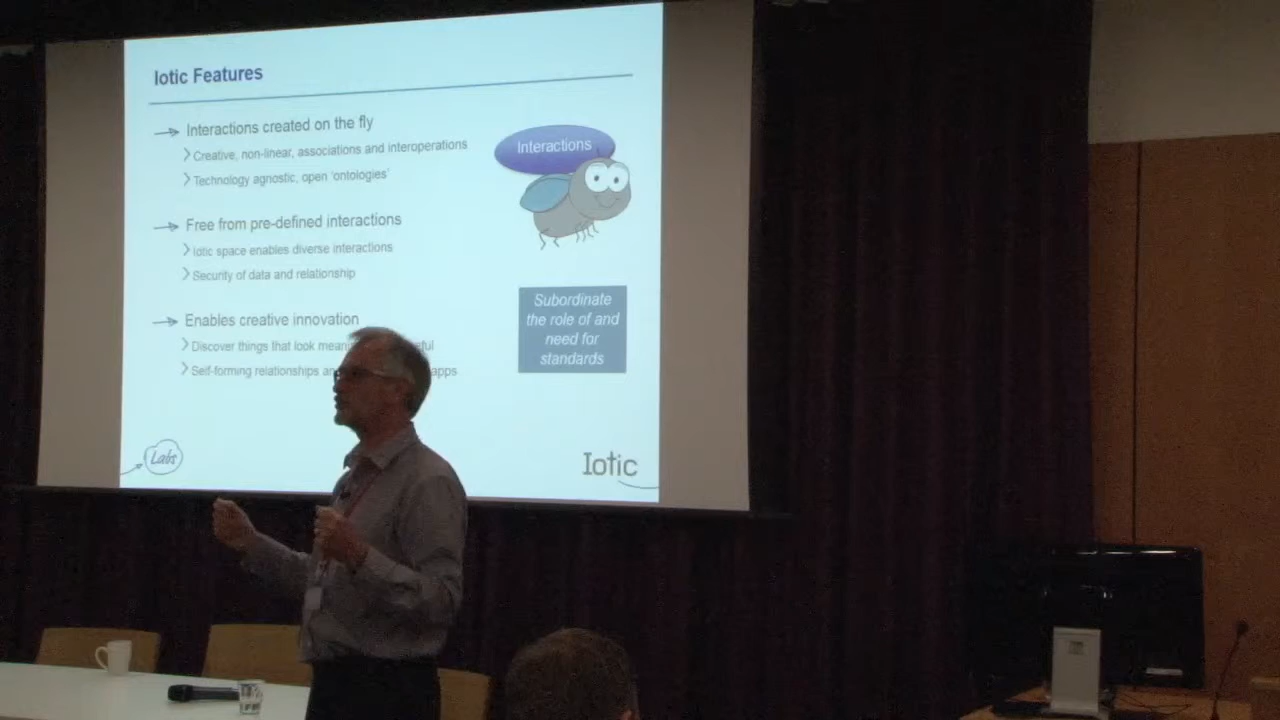 Iotic Features
Interactions created on the fly
Creative, non-linear, associations and interoperations
Technology agnostic, open 'ontologies'
Free from pre-defined interactions
Iotic space enables diverse interactions
Security of data and relationship
Enables creative innovation
Discover things that look
Self-forming relationships apps
Interactions
Subordinate
the role of and
need for
standards
Labs
Iotic